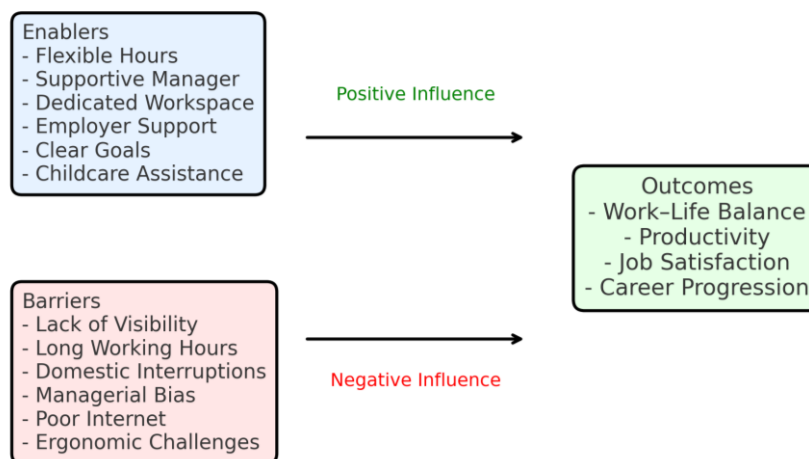 Enablers
- Flexible Hours
- Supportive Manager
- Dedicated Workspace
- Employer Support
- Clear Goals
- Childcare Assistance
Positive Influence
Outcomes
- Work–Life Balance
- Productivity
- Job Satisfaction
- Career Progression
Barriers
- Lack of Visibility
- Long Working Hours
- Domestic Interruptions
- Managerial Bias
- Poor Internet
- Ergonomic Challenges
Negative Influence